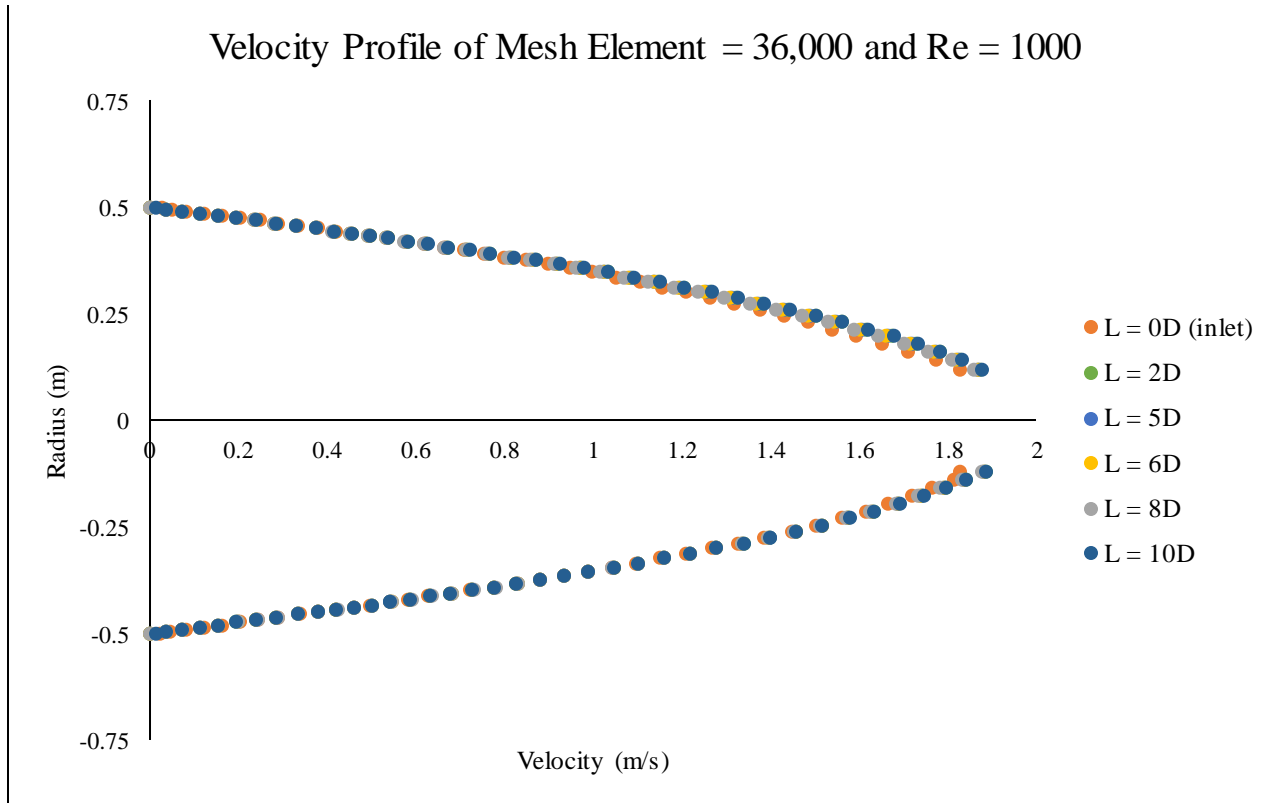 Velocity Profile of Mesh Element = 36,000 and Re = 1000
0.75
0.5
0.25
0
-0.25
-0.5
-0.75
Radius (m)
0 0.2 0.4 0.6 0.8 1 1.2 1.4 1.6 1.8 2
Velocity (m/s)
L = 0D (inlet)
L = 2D
L = 5D
L = 6D
L = 8D
L = 10D